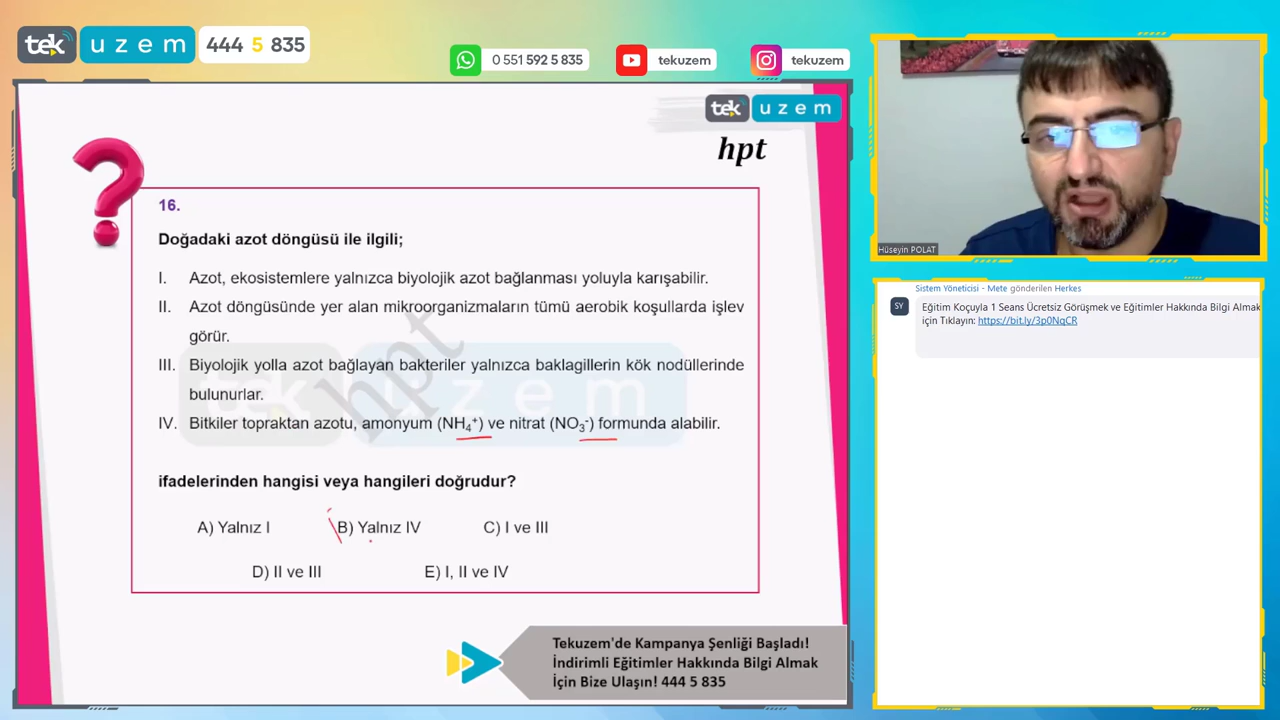 tek uzem 444 5 835
0 551 592 5 835
tekuzem
tekuzem
tek uzem
hpt
16.
Doğadaki azot döngüsü ile ilgili;
I. Azot, ekosistemlere yalnızca biyolojik azot bağlanması yoluyla karışabilir.
II. Azot döngüsünde yer alan mikroorganizmaların tümü aerobik koşullarda işlev
görür.
III. Biyolojik yolla azot bağlayan bakteriler yalnızca baklagillerin kök nodüllerinde
bulunurlar.
IV. Bitkiler topraktan azotu, amonyum (NH₄⁺) ve nitrat (NO₃⁻) formunda alabilir.
tek uzem
hpt
ifadelerinden hangisi veya hangileri doğrudur?
A) Yalnız I B) Yalnız IV C) I ve III
D) II ve III E) I, II ve IV
Tekuzem'de Kampanya Şenliği Başladı!
İndirimli Eğitimler Hakkında Bilgi Almak
İçin Bize Ulaşın! 444 5 835
Hüseyin POLAT
Sistem Yöneticisi - Mete gönderilen Herkes
SY
Eğitim Koçuyla 1 Seans Ücretsiz Görüşmek ve Eğitimler Hakkında Bilgi Almak
için Tıklayın: https://bit.ly/3p0NqCR